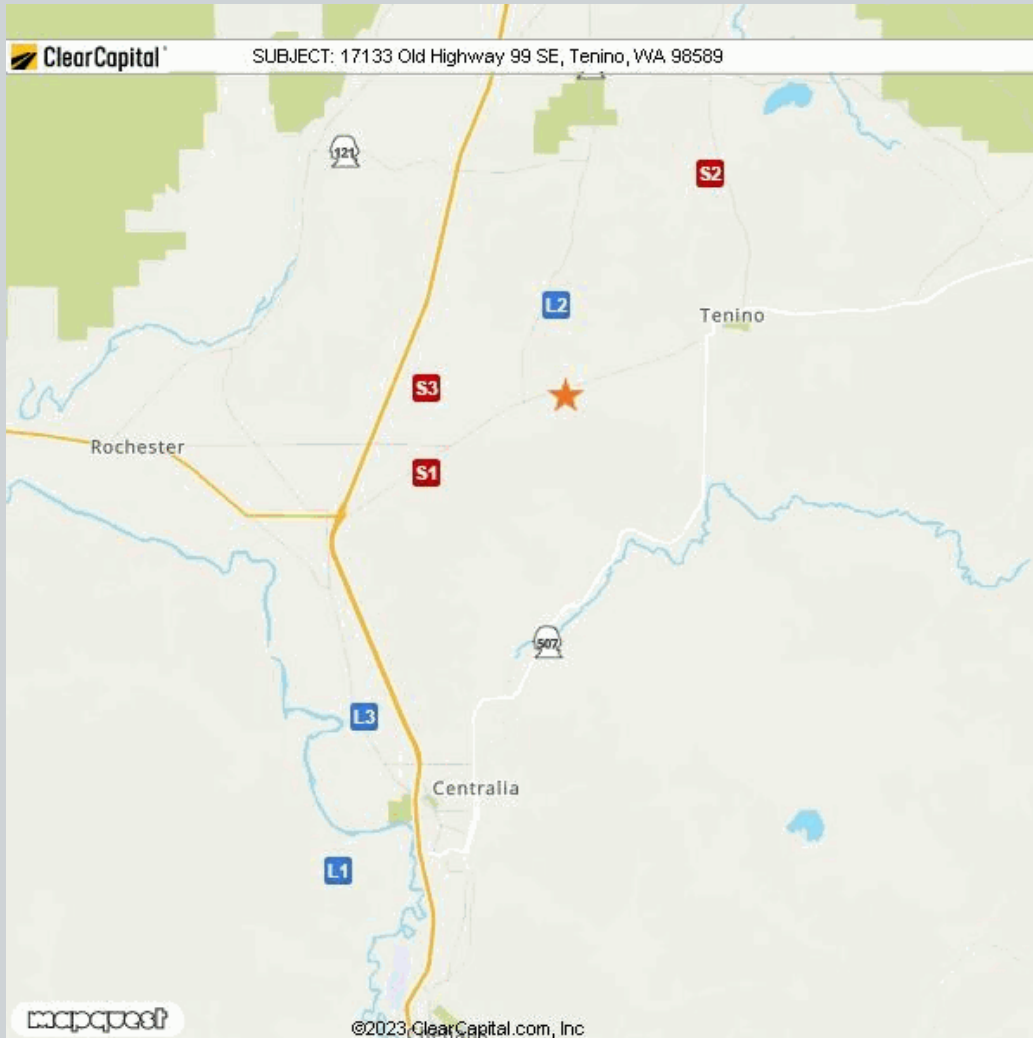 ClearCapital SUBJECT: 17133 Old Highway 99 SE, Tenino, WA 98589
121
S2
L2
Tenino
S3
Rochester
S1
507
L3
Centralia
L1
mapquest
©2023 ClearCapital.com, Inc